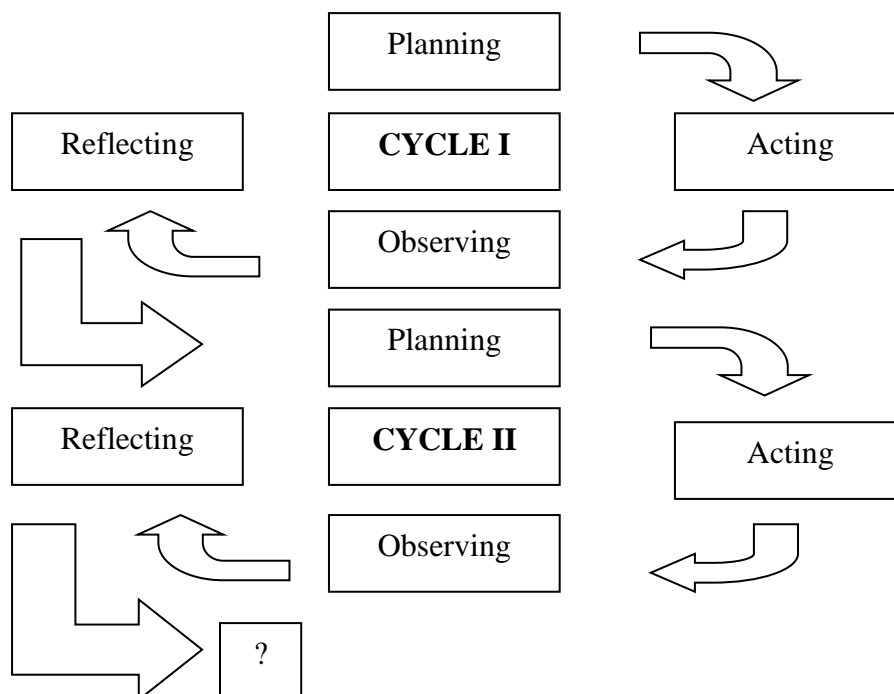 Planning
Reflecting
CYCLE I
Acting
Observing
Planning
Reflecting
CYCLE II
Acting
Observing
?